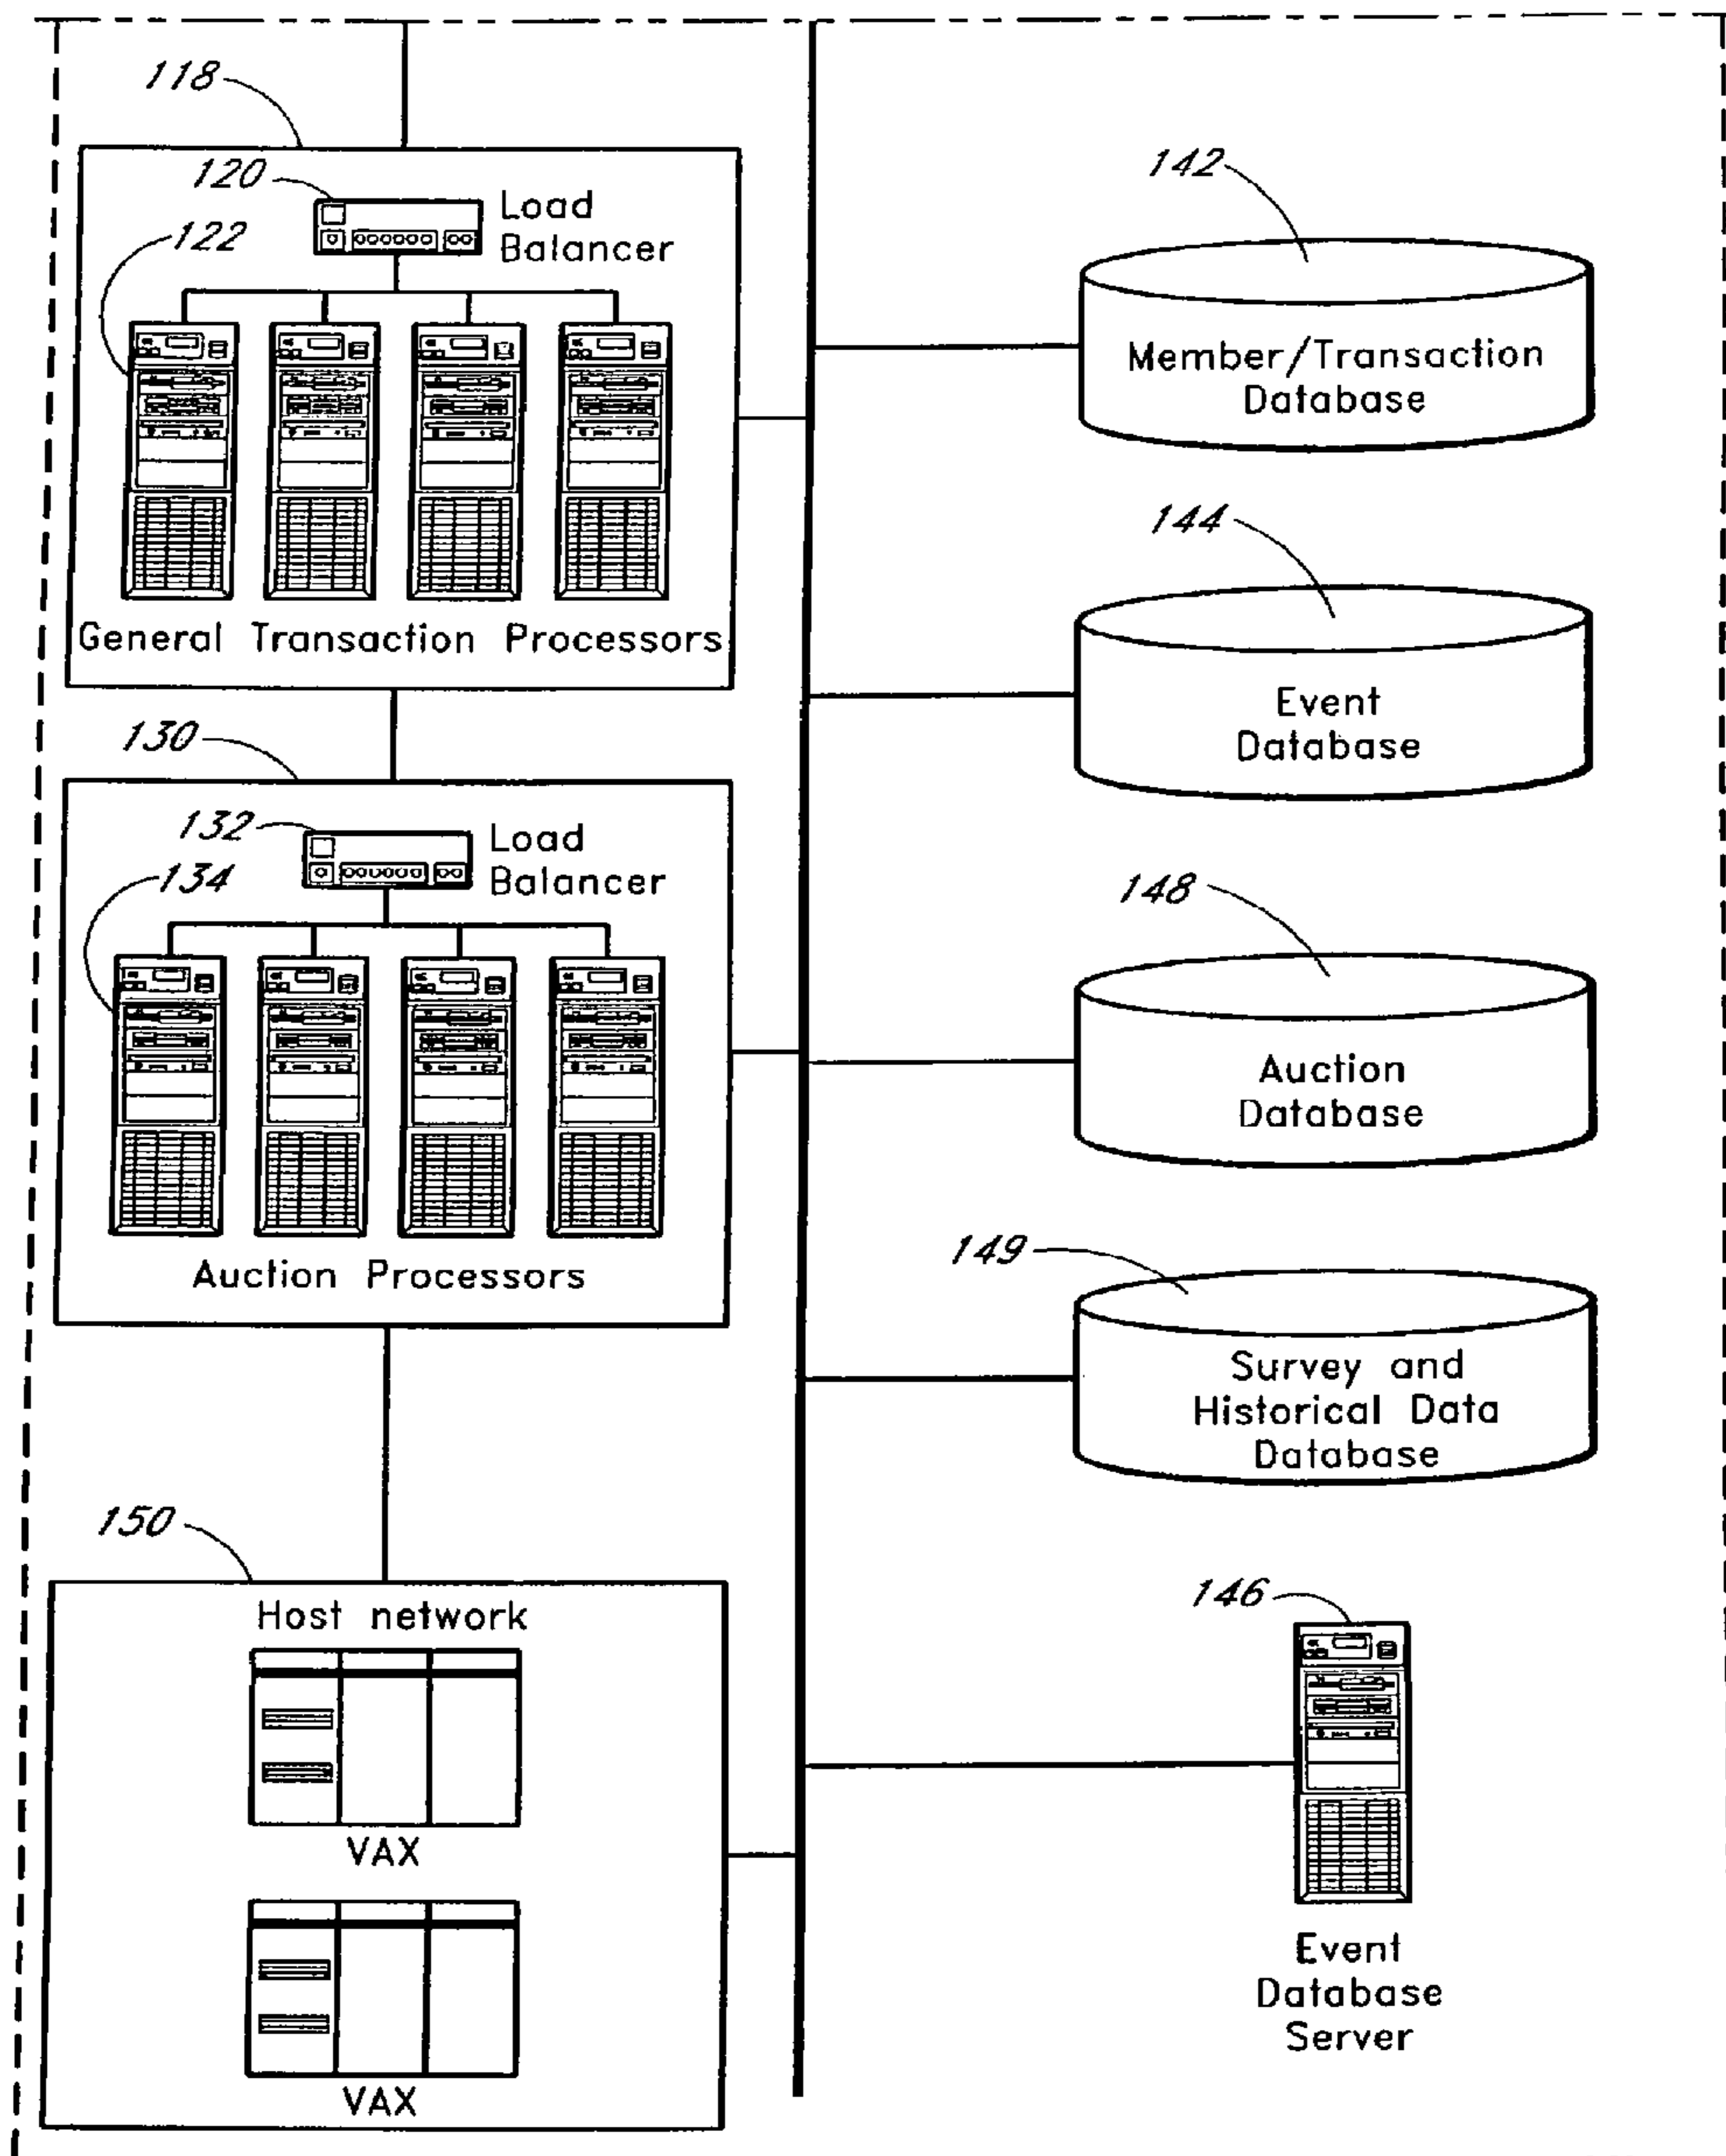 118
120
Load
Balancer
122
General Transaction Processors
130
132
Load
Balancer
134
Auction Processors
150
Host network
VAX
VAX
142
Member/Transaction
Database
144
Event
Database
148
Auction
Database
149
Survey and
Historical Data
Database
146
Event
Database
Server